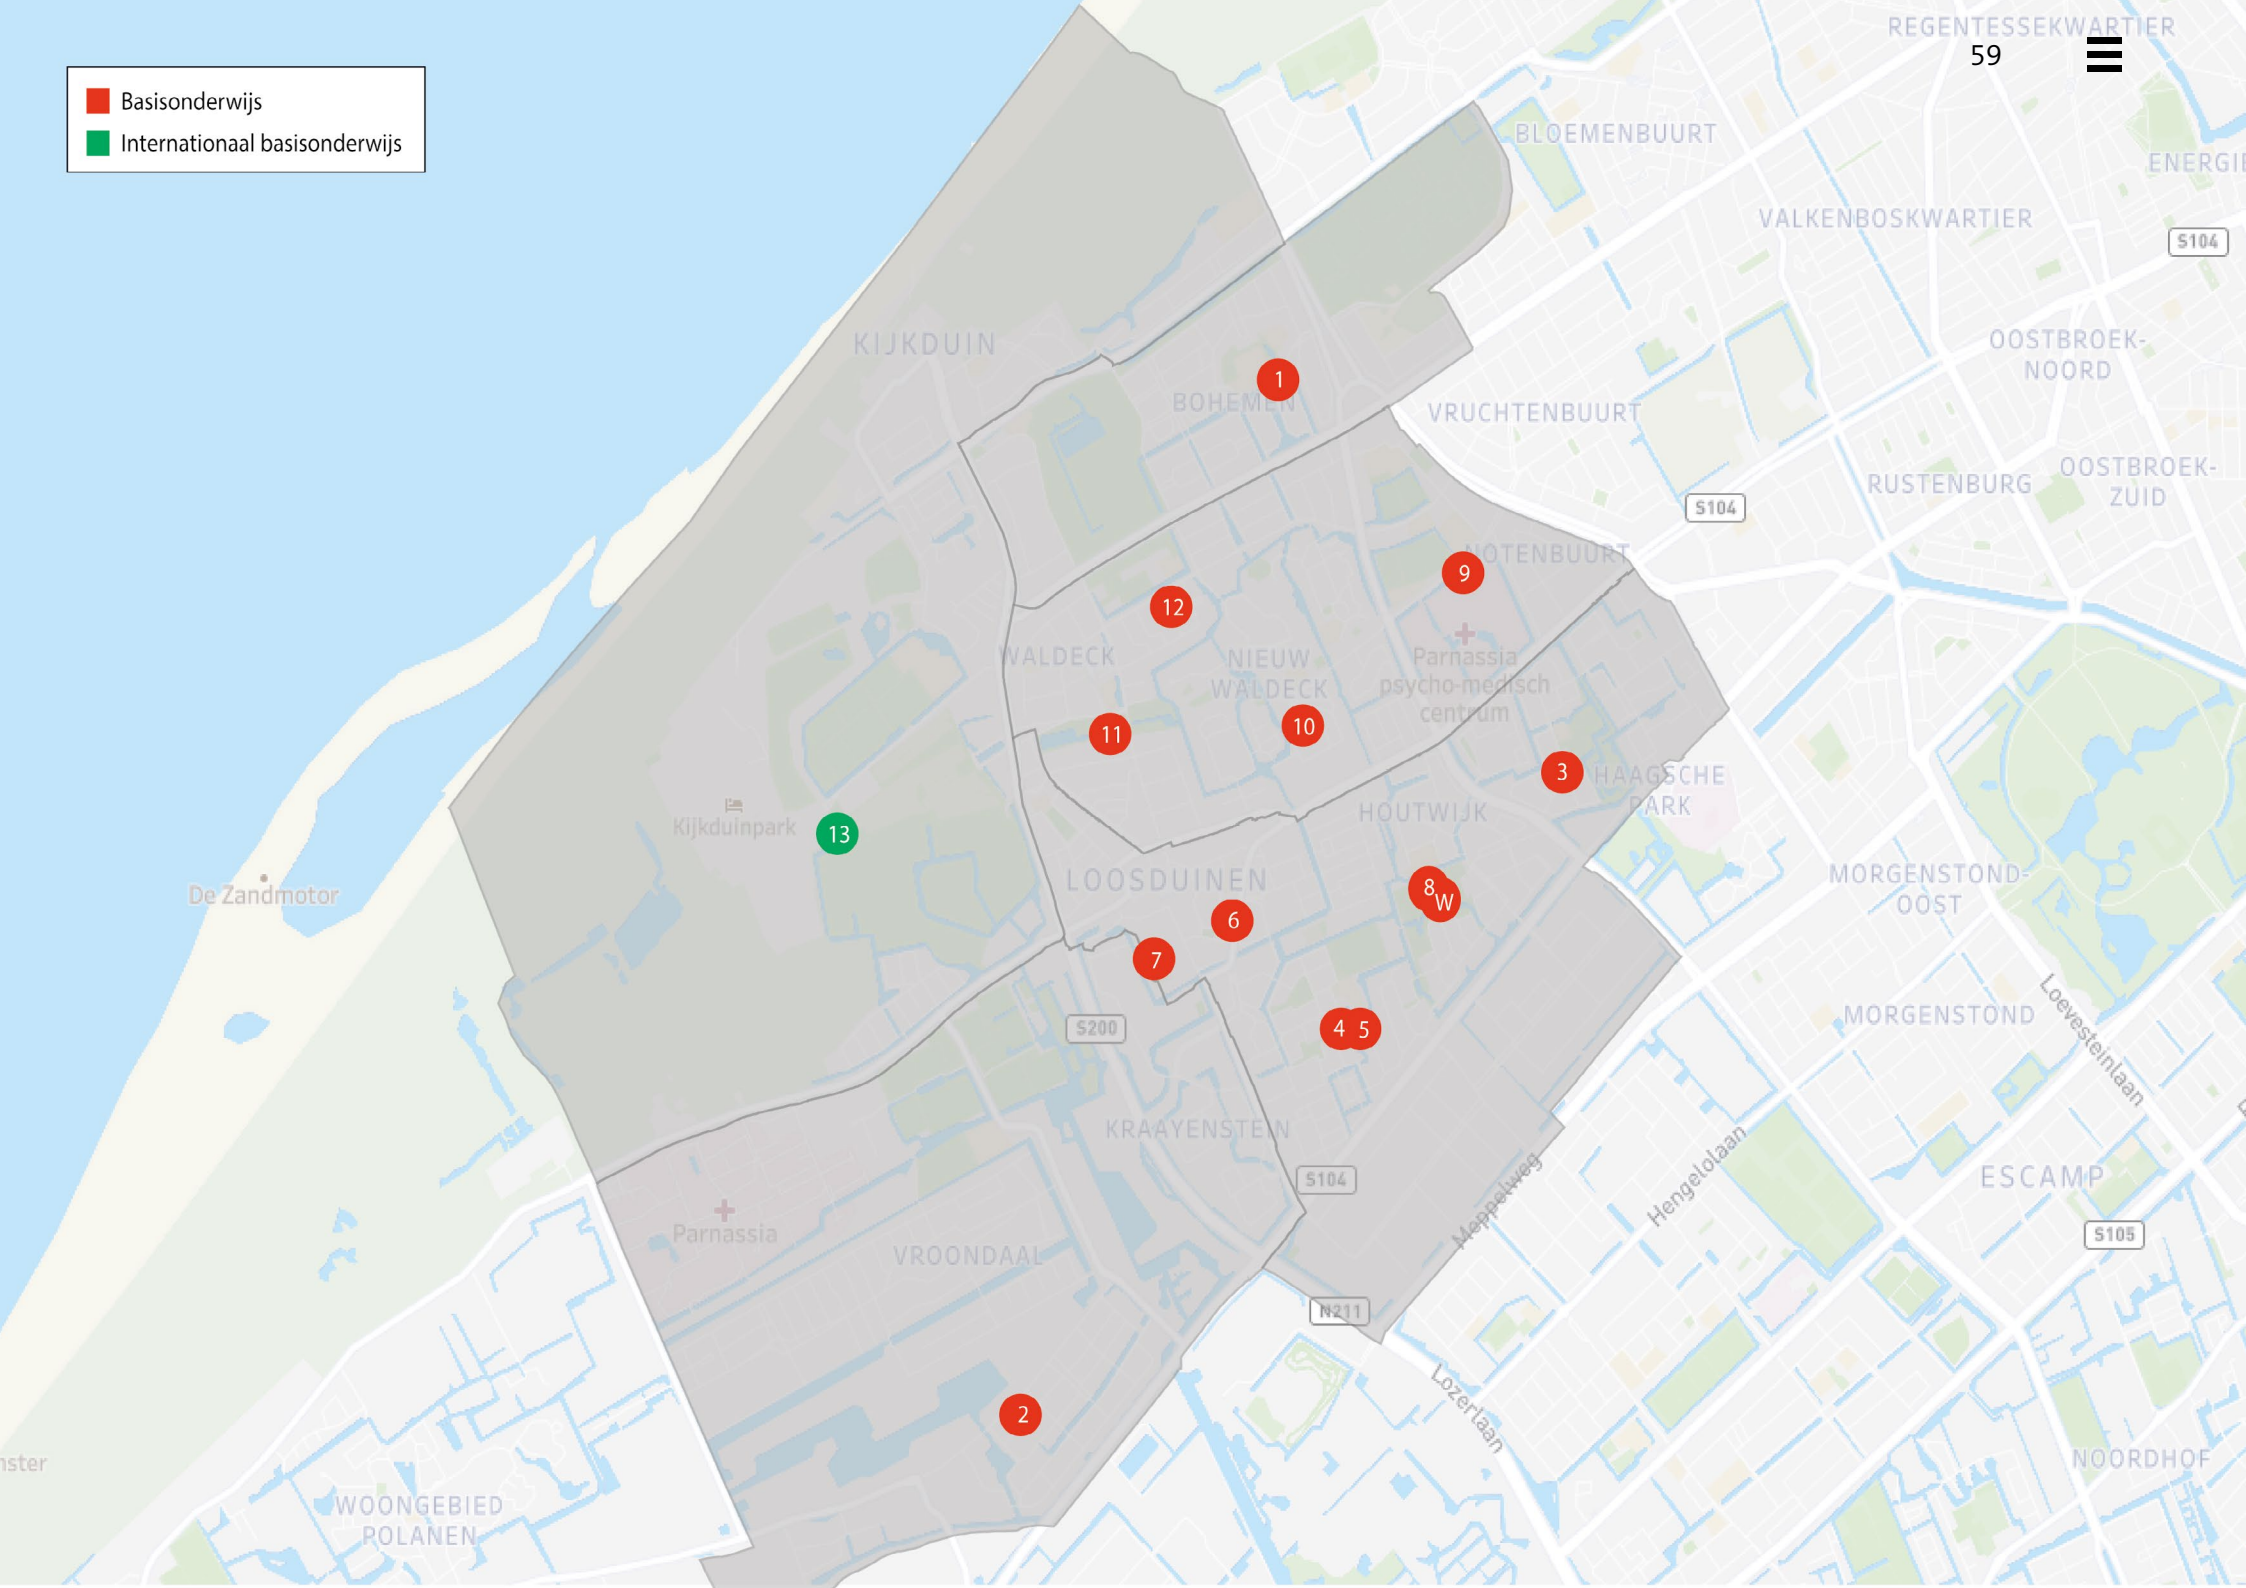 REGENTESSEKWARTIER
59
Basisonderwijs
Internationaal basisonderwijs
BLOEMENBUURT
VALKENBOSKWARTIER
S104
KIJKDUIN
OOSTBROEK-
NOORD
1
BOHEMEN
VRUCHTENBUURT
RUSTENBURG
OOSTBROEK-
ZUID
S104
NOTENBUURT
9
12
WALDECK
NIEUW
WALDECK
Parnassia
psycho-medisch
centrum
11
10
3
HAAGSCHE
PARK
Kijkduinpark
13
HOUTWIJK
LOOSDUINEN
8
W
MORGENSTOND-
OOST
De Zandmotor
6
7
S200
4
5
MORGENSTOND
Loevesteinlaan
KRAAYENSTEIN
S104
Meppelweg
Hengelolaan
ESCAMP
Parnassia
VROONDAAL
S105
N211
Lozerlaan
2
NOORDHOF
WOONGEBIED
ROLANEN